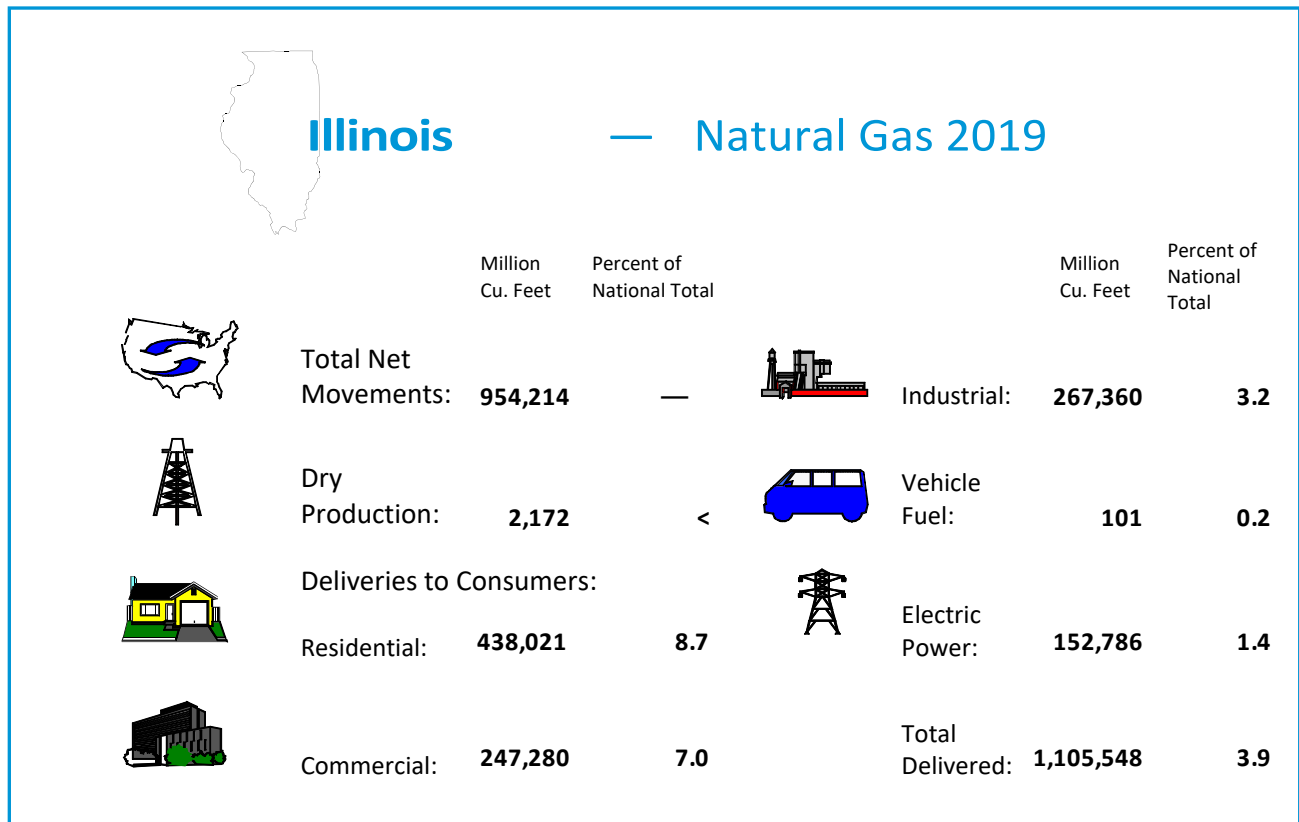 Illinois — Natural Gas 2019
Million
Cu. Feet
Percent of
National Total
Total Net
Movements: 954,214 —
Dry
Production: 2,172 <
Deliveries to Consumers:
Residential: 438,021 8.7
Commercial: 247,280 7.0
Million
Cu. Feet
Percent of
National
Total
Industrial: 267,360 3.2
Vehicle
Fuel: 101 0.2
Electric
Power: 152,786 1.4
Total
Delivered: 1,105,548 3.9